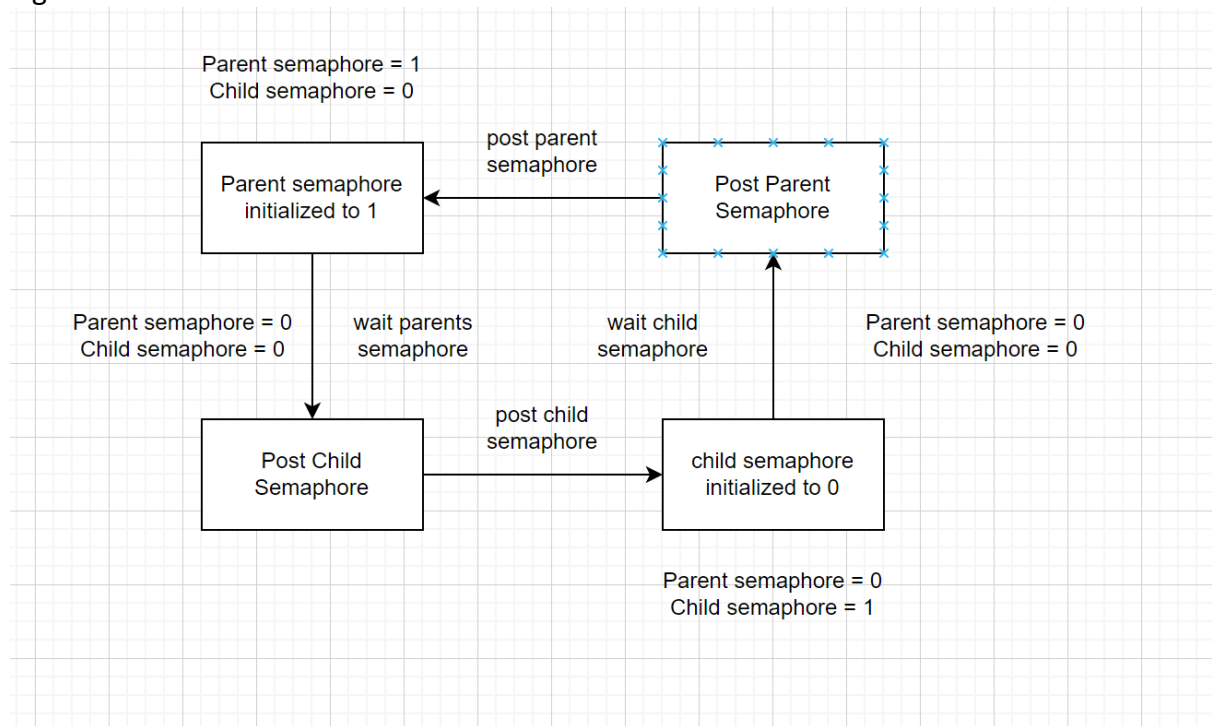 Parent semaphore = 1
Child semaphore = 0
post parent
semaphore
Parent semaphore
initialized to 1
Post Parent
Semaphore
Parent semaphore = 0
Child semaphore = 0
wait parents
semaphore
wait child
semaphore
Parent semaphore = 0
Child semaphore = 0
post child
semaphore
Post Child
Semaphore
child semaphore
initialized to 0
Parent semaphore = 0
Child semaphore = 1